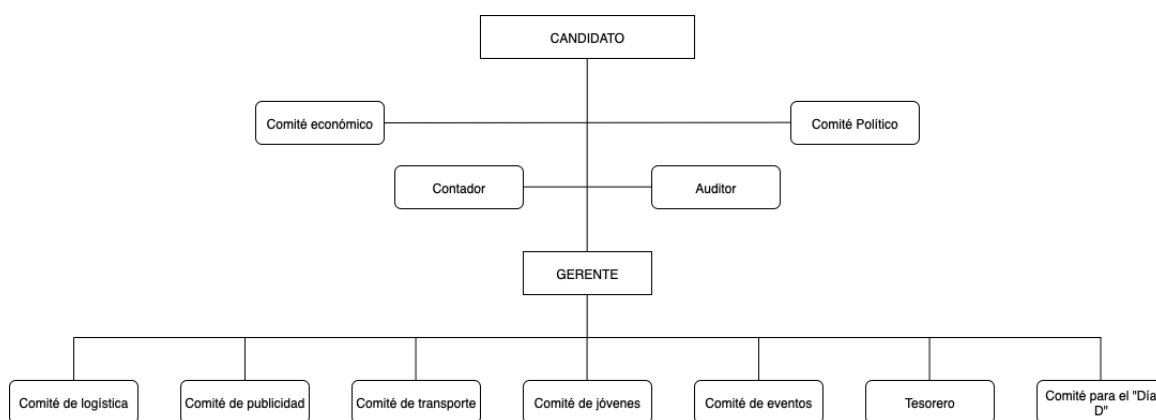 CANDIDATO
Comité económico
Comité Político
Contador
Auditor
GERENTE
Comité de logística
Comité de publicidad
Comité de transporte
Comité de jóvenes
Comité de eventos
Tesorero
Comité para el "Día
D"